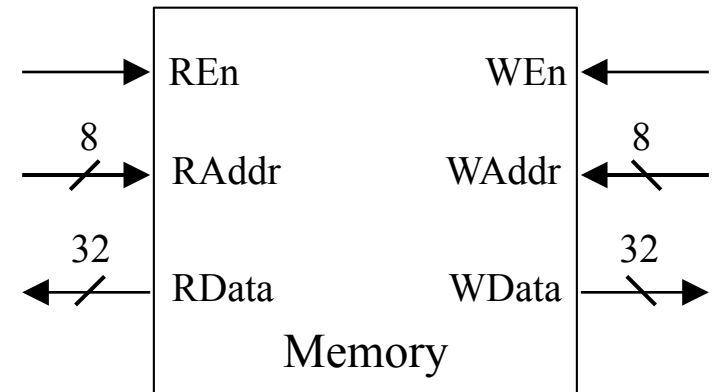 REn WEn
8 8
RAddr WAddr
32 32
RData WData
Memory